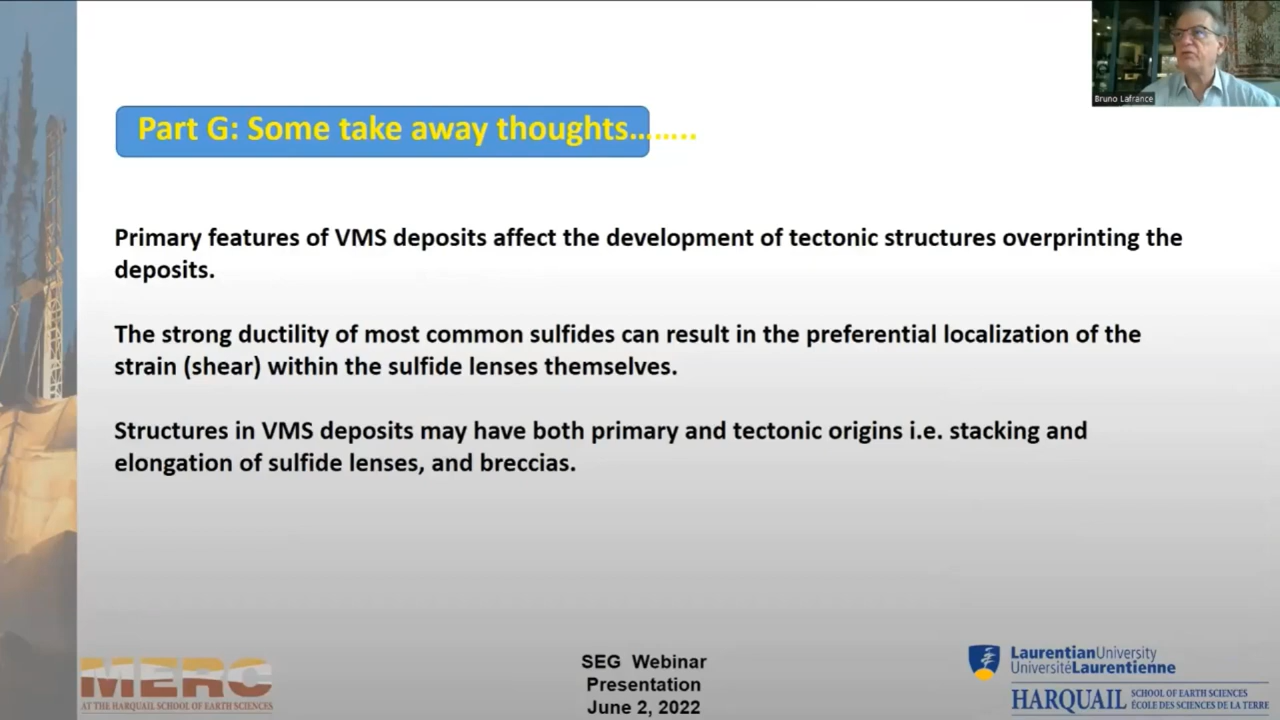 Bruno Lafrance
Part G: Some take away thoughts……..
Primary features of VMS deposits affect the development of tectonic structures overprinting the
deposits.
The strong ductility of most common sulfides can result in the preferential localization of the
strain (shear) within the sulfide lenses themselves.
Structures in VMS deposits may have both primary and tectonic origins i.e. stacking and
elongation of sulfide lenses, and breccias.
MERC
AT THE HARQUAIL SCHOOL OF EARTH SCIENCES
SEG Webinar
Presentation
June 2, 2022
LaurentianUniversity
UniversitéLaurentienne
HARQUAIL
SCHOOL OF EARTH SCIENCES
ÉCOLE DES SCIENCES DE LA TERRE